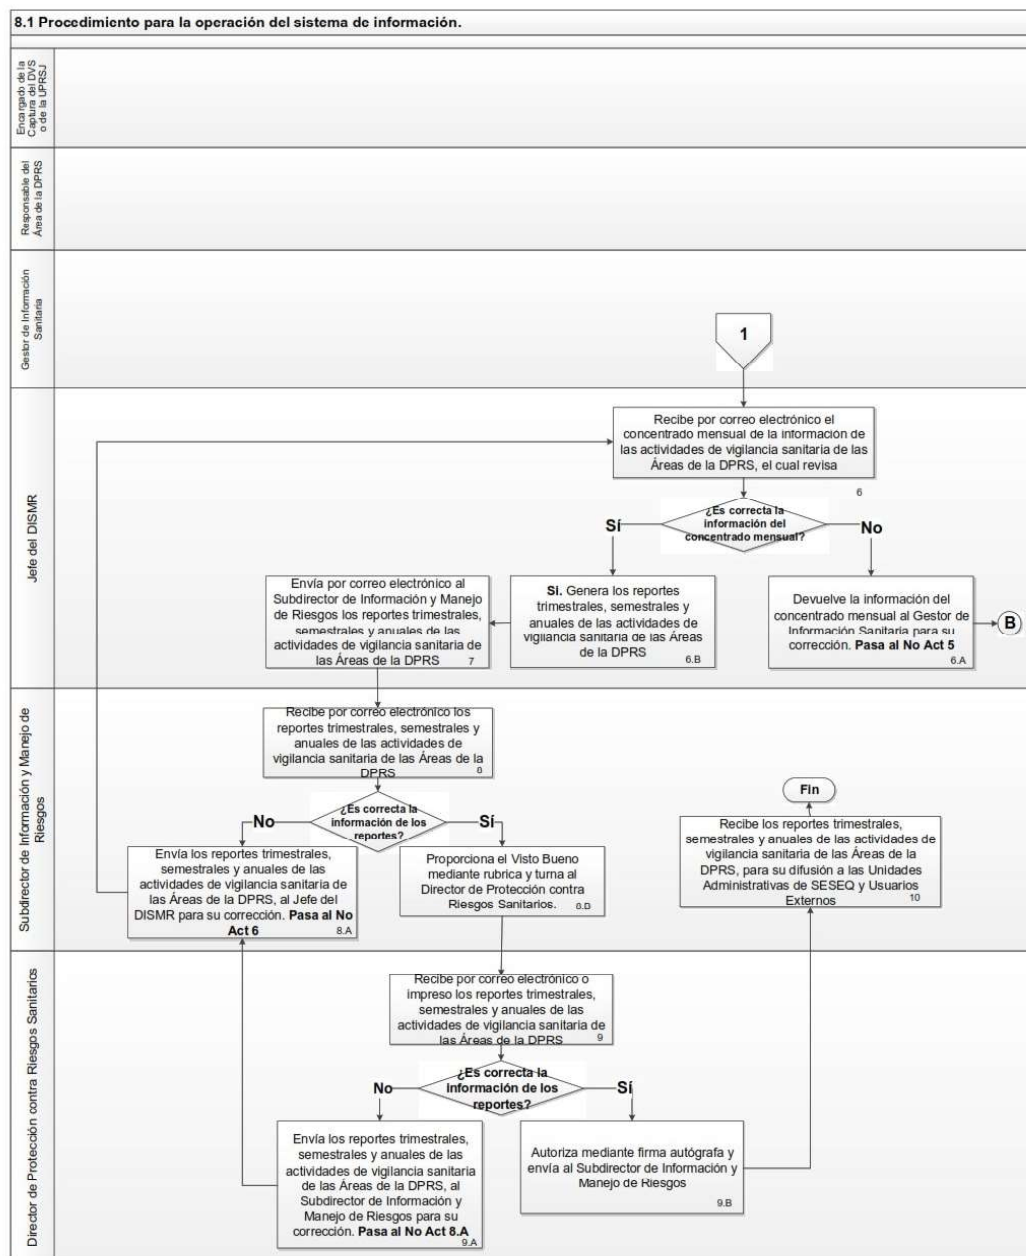 8.1 Procedimiento para la operación del sistema de información.
Encargado de la
Captura del DVS
o de la UPRSJ
Responsable del
Área de la DPRS
Gestor de Información
Sanitaria
1
Jefe del DISMR
Recibe por correo electrónico el
concentrado mensual de la información de
las actividades de vigilancia sanitaria de las
Áreas de la DPRS, el cual revisa
6
¿Es correcta la
información del
concentrado mensual?
Sí
No
Envía por correo electrónico al
Subdirector de Información y Manejo
de Riesgos los reportes trimestrales,
semestrales y anuales de las
actividades de vigilancia sanitaria de
las Áreas de la DPRS
7
Si. Genera los reportes
trimestrales, semestrales y
anuales de las actividades de
vigilancia sanitaria de las Áreas
de la DPRS
6.B
Devuelve la información del
concentrado mensual al Gestor de
Información Sanitaria para su
corrección. Pasa al No Act 5
6.A
B
Subdirector de Información y Manejo de
Riesgos
Recibe por correo electrónico los
reportes trimestrales, semestrales y
anuales de las actividades de
vigilancia sanitaria de las Áreas de la
DPRS
¿Es correcta la
información de los
reportes?
No
Sí
Envía los reportes trimestrales,
semestrales y anuales de las
actividades de vigilancia sanitaria de
las Áreas de la DPRS, al Jefe del
DISMR para su corrección. Pasa al No
Act 6
8.A
Proporciona el Visto Bueno
mediante rubrica y turna al
Director de Protección contra
Riesgos Sanitarios.
Fin
Recibe los reportes trimestrales,
semestrales y anuales de las actividades de
vigilancia sanitaria de las Áreas de la
DPRS, para su difusión a las Unidades
Administrativas de SESEQ y Usuarios
Externos
10
Director de Protección contra Riesgos Sanitarios
Recibe por correo electrónico o
impreso los reportes trimestrales,
semestrales y anuales de las
actividades de vigilancia sanitaria de
las Áreas de la DPRS
9
¿Es correcta la
información de los
reportes?
No
Sí
Envía los reportes trimestrales,
semestrales y anuales de las
actividades de vigilancia sanitaria
de las Áreas de la DPRS, al
Subdirector de Información y
Manejo de Riesgos para su
corrección. Pasa al No Act 8.A
9.A
Autoriza mediante firma autógrafa y
envía al Subdirector de Información y
Manejo de Riesgos
9.B